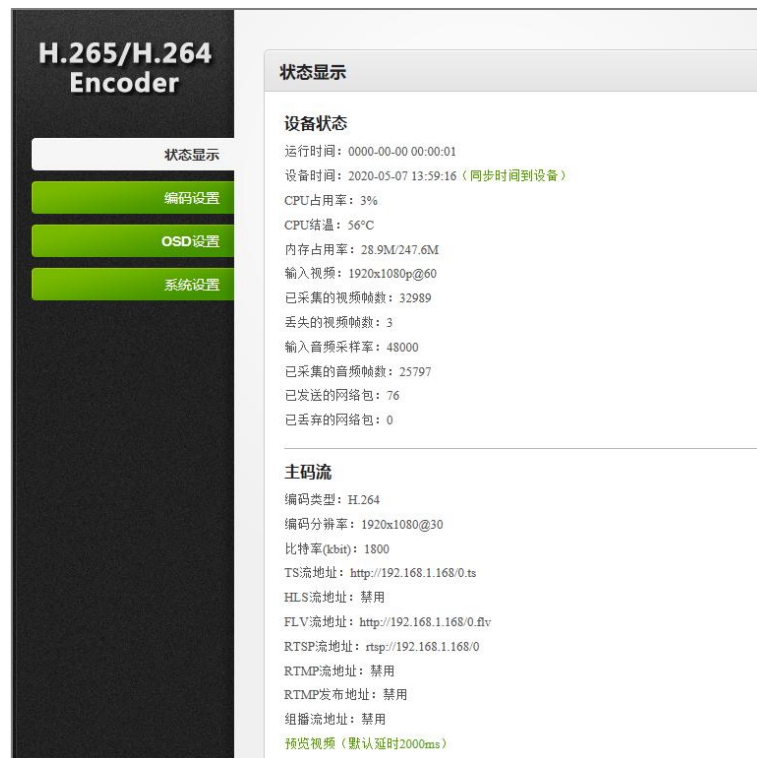 H.265/H.264
Encoder
状态显示
编码设置
OSD设置
系统设置
状态显示
设备状态
运行时间：0000-00-00 00:00:01
设备时间：2020-05-07 13:59:16（同步时间到设备）
CPU占用率：3%
CPU结温：56°C
内存占用率：28.9M/247.6M
输入视频：1920x1080p@60
已采集的视频帧数：32989
丢失的视频帧数：3
输入音频采样率：48000
已采集的音频帧数：25797
已发送的网络包：76
已丢弃的网络包：0
主码流
编码类型：H.264
编码分辨率：1920x1080@30
比特率(kbit)：1800
TS流地址：http://192.168.1.168/0.ts
HLS流地址：禁用
FLV流地址：http://192.168.1.168/0.flv
RTSP流地址：rtsp://192.168.1.168/0
RTMP流地址：禁用
RTMP发布地址：禁用
组播流地址：禁用
预览视频（默认延时2000ms）